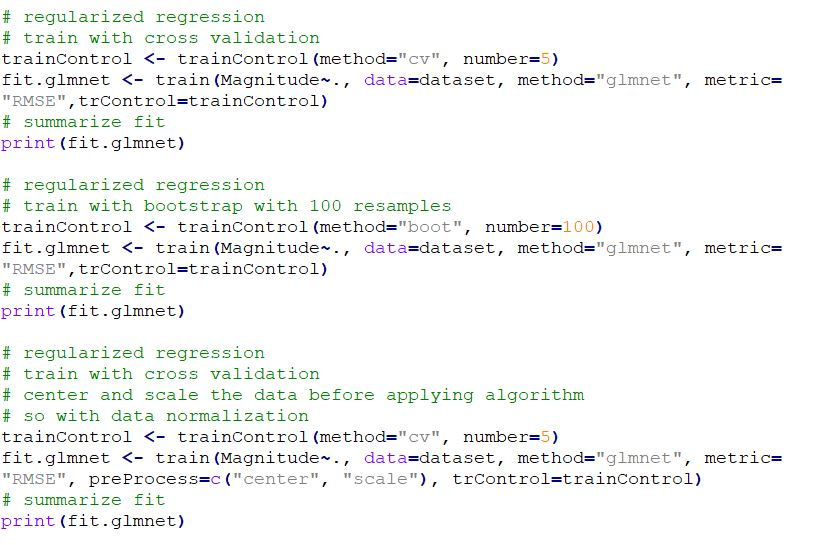 # regularized regression
# train with cross validation
trainControl <- trainControl(method="cv", number=5)
fit.glmnet <- train(Magnitude~., data=dataset, method="glmnet", metric=
"RMSE",trControl=trainControl)
# summarize fit
print(fit.glmnet)

# regularized regression
# train with bootstrap with 100 resamples
trainControl <- trainControl(method="boot", number=100)
fit.glmnet <- train(Magnitude~., data=dataset, method="glmnet", metric=
"RMSE",trControl=trainControl)
# summarize fit
print(fit.glmnet)

# regularized regression
# train with cross validation
# center and scale the data before applying algorithm
# so with data normalization
trainControl <- trainControl(method="cv", number=5)
fit.glmnet <- train(Magnitude~., data=dataset, method="glmnet", metric=
"RMSE", preProcess=c("center", "scale"), trControl=trainControl)
# summarize fit
print(fit.glmnet)